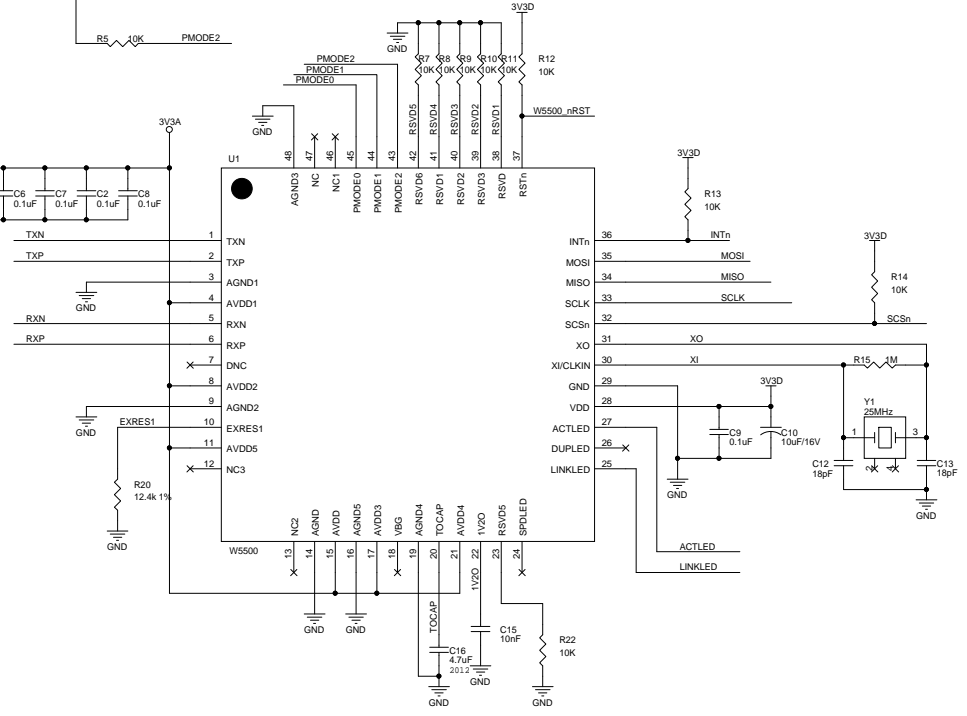 3V3D
R5 10K PMODE2
GND
R7 R8 R9 R10 R11 R12
10K 10K 10K 10K 10K 10K
PMODE2
PMODE1
PMODE0
W5500_nRST
RSVD5 RSVD4 RSVD3 RSVD2 RSVD1
GND
3V3A
U1
48 47 46 45 44 43 42 41 40 39 38 37
AGND3 NC NC1 PMODE0 PMODE1 PMODE2 RSVD6 RSVD1 RSVD2 RSVD3 RSVD RSTn
3V3D
R13
10K
C6 C7 C2 C8
0.1uF 0.1uF 0.1uF 0.1uF
TXN 1 TXN
TXP 2 TXP
3 AGND1
GND
4 AVDD1
RXN 5 RXN
RXP 6 RXP
7 DNC
8 AVDD2
9 AGND2
GND
EXRES1 10 EXRES1
11 AVDD5
12 NC3
R20
12.4k 1%
GND
INTn 36 INTn
MOSI 35 MOSI
MISO 34 MISO
SCLK 33 SCLK
SCSn 32 SCSn
3V3D
R14
10K
XO 31 XO
XI/CLKIN 30 XI
R15 1M
GND 29
VDD 28
3V3D
ACTLED 27
DUPLED 26
LINKLED 25
C9
0.1uF
C10
10uF/16V
GND
Y1
25MHz
1 3
2 4
C12
18pF
C13
18pF
GND
NC2 AGND AVDD AGND5 AVDD3 VBG AGND4 TOCAP AVDD4 1V2O RSVD5 SPDLED
W5500
13 14 15 16 17 18 19 20 21 22 23 24
ACTLED
LINKLED
GND GND
TOCAP
1V2O
C16
4.7uF
2012
GND
C15
10nF
GND
R22
10K
GND